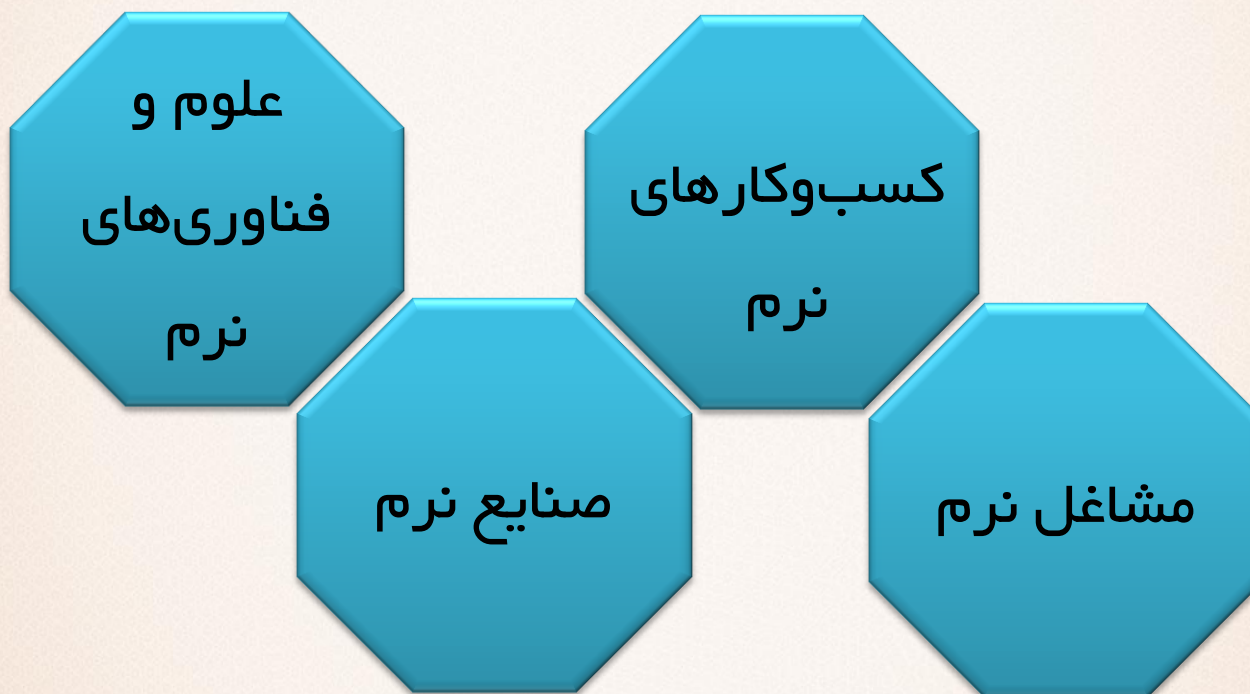 علوم و
فناوری‌های
نرم
کسب‌وکارهای
نرم
صنایع نرم
مشاغل نرم